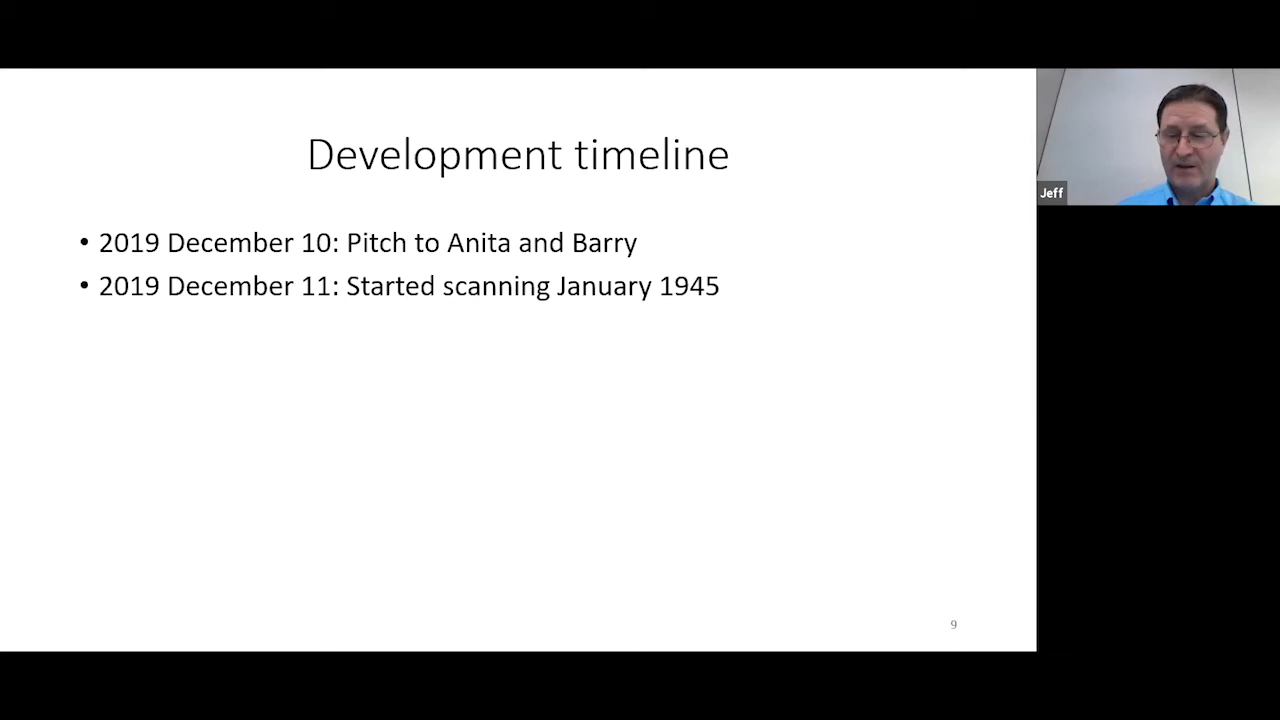 Development timeline
• 2019 December 10: Pitch to Anita and Barry
• 2019 December 11: Started scanning January 1945
Jeff
9